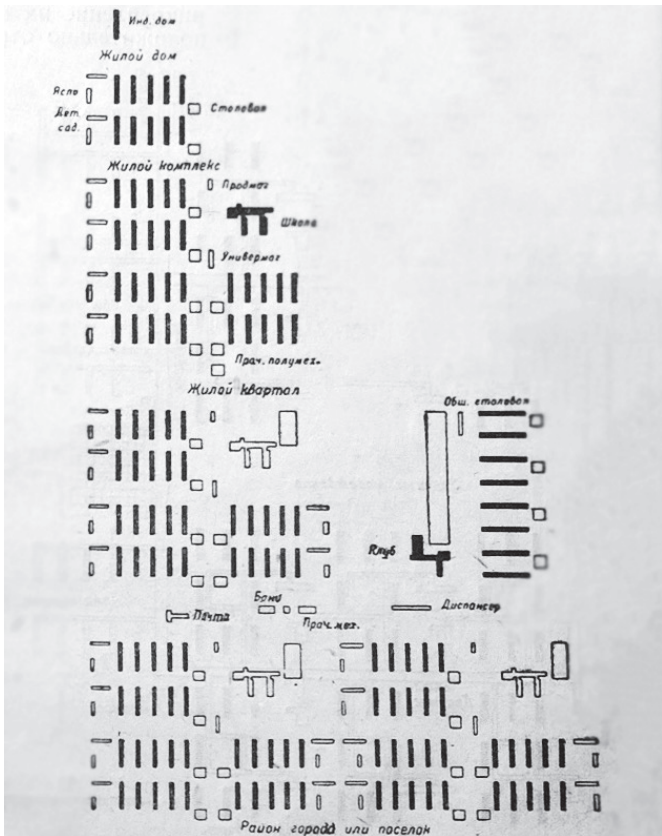 Инд. дом
Жилой дом
Ясли
Дет.
сад.
Столовая
Жилой комплекс
Продмаг
Школа
Универмаг
Прач. полумех.
Жилой квартал
Общ. столовая
Клуб
Баня
Почта
Прач. мех.
Диспансер
Район города или поселок